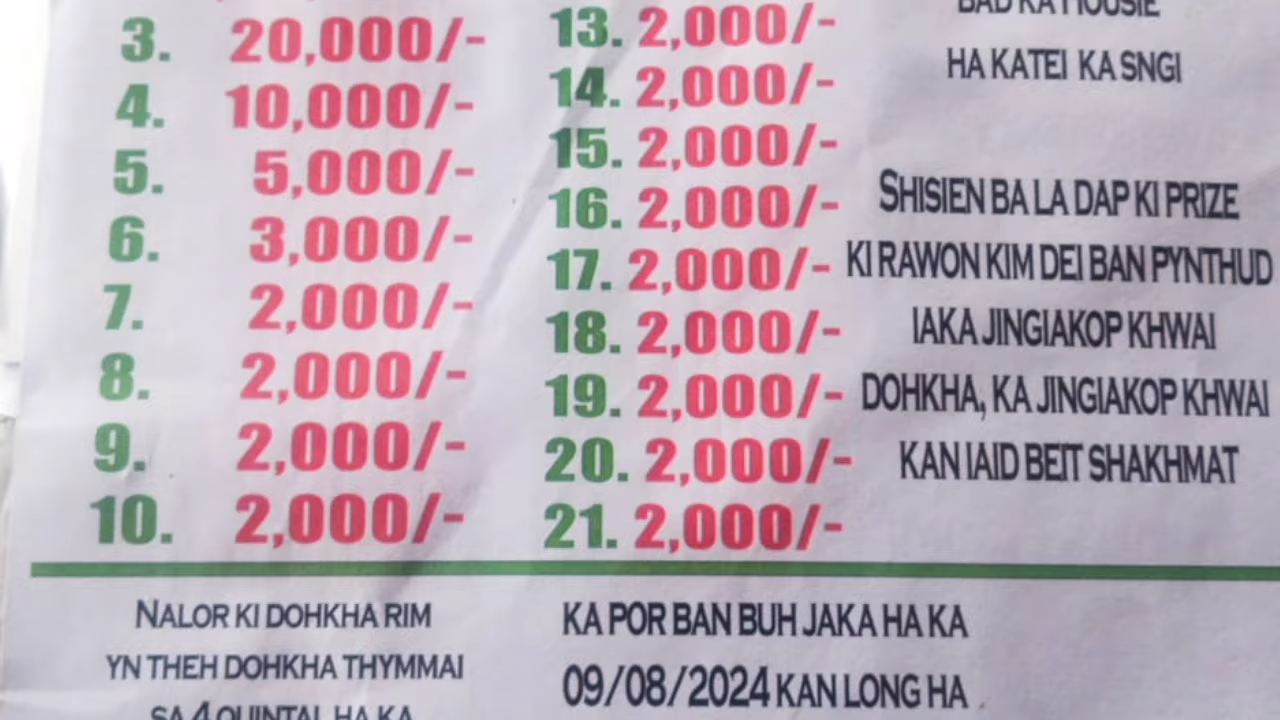 3. 20,000/-
4. 10,000/-
5. 5,000/-
6. 3,000/-
7. 2,000/-
8. 2,000/-
9. 2,000/-
10. 2,000/-
13. 2,000/-
14. 2,000/-
15. 2,000/-
16. 2,000/-
17. 2,000/-
18. 2,000/-
19. 2,000/-
20. 2,000/-
21. 2,000/-
BAD KA HOUSIE
HA KATEI KA SNGI
SHISIEN BA LA DAP KI PRIZE
KI RAWON KIM DEI BAN PYNTHUD
IAKA JINGIAKOP KHWAI
DOHKHA, KA JINGIAKOP KHWAI
KAN IAID BEIT SHAKHMAT
NALOR KI DOHKHA RIM
YN THEH DOHKHA THYMMAI
SA 4 QUINTAL HA KA
KA POR BAN BUH JAKA HA KA
09/08/2024 KAN LONG HA